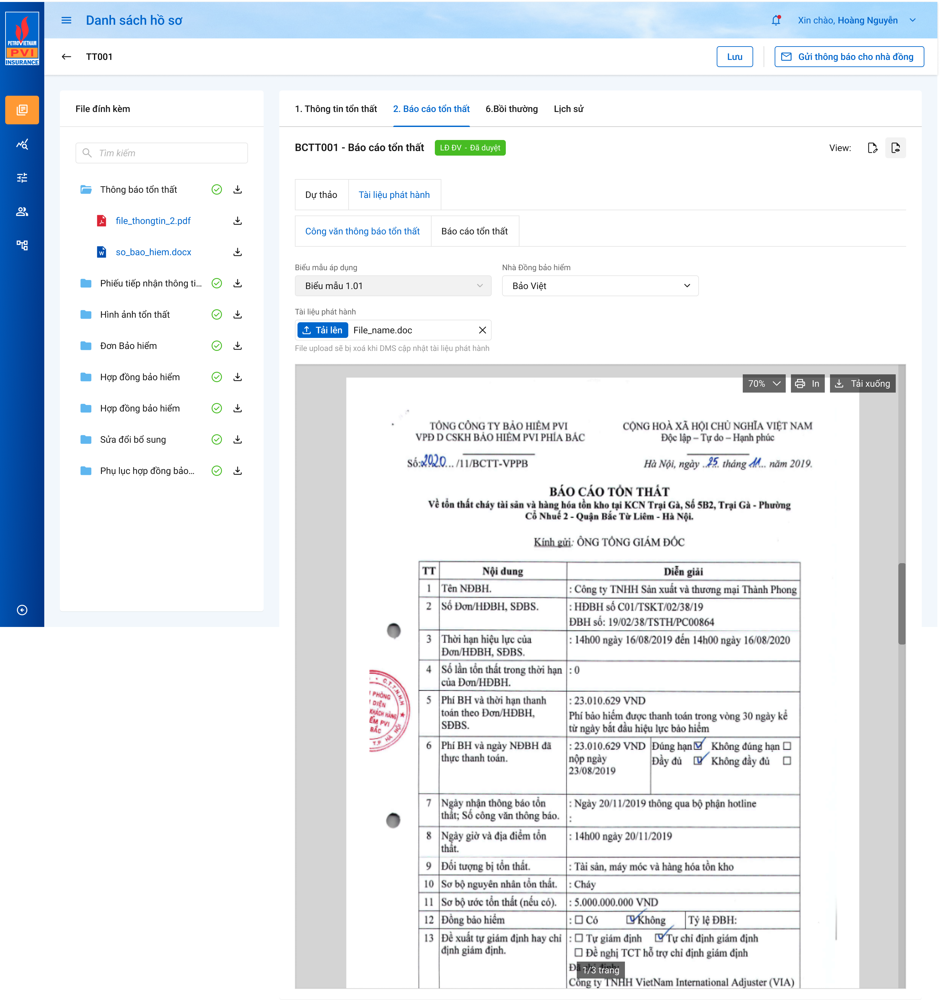 PETROVIETNAM
PVI
INSURANCE
Danh sách hồ sơ
Xin chào, Hoàng Nguyễn
TT001
Lưu
Gửi thông báo cho nhà đồng
File đính kèm
Tìm kiếm
Thông báo tổn thất
file_thongtin_2.pdf
so_bao_hiem.docx
Phiếu tiếp nhận thông ti...
Hình ảnh tổn thất
Đơn Bảo hiểm
Hợp đồng bảo hiểm
Hợp đồng bảo hiểm
Sửa đổi bổ sung
Phụ lục hợp đồng bảo...
1. Thông tin tổn thất 2. Báo cáo tổn thất 6.Bồi thường Lịch sử
BCTT001 - Báo cáo tổn thất LĐ ĐV - Đã duyệt View:
Dự thảo Tài liệu phát hành
Công văn thông báo tổn thất Báo cáo tổn thất
Biểu mẫu áp dụng Nhà Đồng bảo hiểm
Biểu mẫu 1.01 Bảo Việt
Tài liệu phát hành
Tải lên File_name.doc
File upload sẽ bị xoá khi DMS cập nhật tài liệu phát hành
70% In Tải xuống
TỔNG CÔNG TY BẢO HIỂM PVI CỘNG HOÀ XÃ HỘI CHỦ NGHĨA VIỆT NAM
VPĐ D CSKH BẢO HIỂM PVI PHÍA BẮC Độc lập – Tự do – Hạnh phúc
Số:2020... /11/BCTT-VPPB Hà Nội, ngày ..25... tháng 11... năm 2019.
BÁO CÁO TỔN THẤT
Về tổn thất cháy tài sản và hàng hóa tồn kho tại KCN Trại Gà, Số 5B2, Trại Gà - Phường
Cổ Nhuế 2 - Quận Bắc Từ Liêm - Hà Nội.
Kính gửi: ÔNG TỔNG GIÁM ĐỐC
TT Nội dung Diễn giải
1 Tên NĐBH. : Công ty TNHH Sản xuất và thương mại Thành Phong
2 Số Đơn/HĐBH, SĐBS. : HĐBH số C01/TSKT/02/38/19
ĐBH số: 19/02/38/TSTH/PC00864
3 Thời hạn hiệu lực của : 14h00 ngày 16/08/2019 đến 14h00 ngày 16/08/2020
Đơn/HĐBH, SĐBS.
4 Số lần tổn thất trong thời hạn : 0
của Đơn/HĐBH.
5 Phí BH và thời hạn thanh : 23.010.629 VND
toán theo Đơn/HĐBH, Phí bảo hiểm được thanh toán trong vòng 30 ngày kể
SĐBS. từ ngày bắt đầu hiệu lực bảo hiểm
6 Phí BH và ngày NĐBH đã : 23.010.629 VND Đúng hạn Không đúng hạn
thực thanh toán. nộp ngày Đầy đủ Không đầy đủ
23/08/2019
7 Ngày nhận thông báo tổn : Ngày 20/11/2019 thông qua bộ phận hotline
thất; Số công văn thông báo. :
8 Ngày giờ và địa điểm tổn : 14h00 ngày 20/11/2019
thất.
9 Đối tượng bị tổn thất. : Tài sản, máy móc và hàng hóa tồn kho
10 Sơ bộ nguyên nhân tổn thất. : Cháy
11 Sơ bộ ước tổn thất (nếu có). : 5.000.000.000 VND
12 Đồng bảo hiểm : Có Không Tỷ lệ ĐBH:
13 Đề xuất tự giám định hay chỉ : Tự giám định Tự chỉ định giám định
định giám định. Đề nghị TCT hỗ trợ chỉ định giám định
Đã chỉ định:
1/3 trang
Công ty TNHH VietNam International Adjuster (VIA)
C.T.T.N.H.H
PHÒNG
DIỆN
KHÁCH HÀNG
ỂM PVI
BẮC
T.P HÀ NỘI